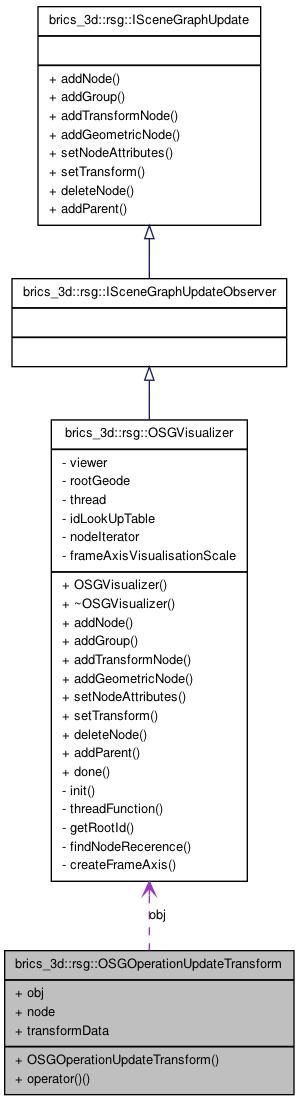 brics_3d::rsg::ISceneGraphUpdate
+ addNode()
+ addGroup()
+ addTransformNode()
+ addGeometricNode()
+ setNodeAttributes()
+ setTransform()
+ deleteNode()
+ addParent()
brics_3d::rsg::ISceneGraphUpdateObserver
brics_3d::rsg::OSGVisualizer
- viewer
- rootGeode
- thread
- idLookUpTable
- nodeIterator
- frameAxisVisualisationScale
+ OSGVisualizer()
+ ~OSGVisualizer()
+ addNode()
+ addGroup()
+ addTransformNode()
+ addGeometricNode()
+ setNodeAttributes()
+ setTransform()
+ deleteNode()
+ addParent()
+ done()
- init()
- threadFunction()
- getRootId()
- findNodeRecerence()
- createFrameAxis()
obj
brics_3d::rsg::OSGOperationUpdateTransform
+ obj
+ node
+ transformData
+ OSGOperationUpdateTransform()
+ operator()()